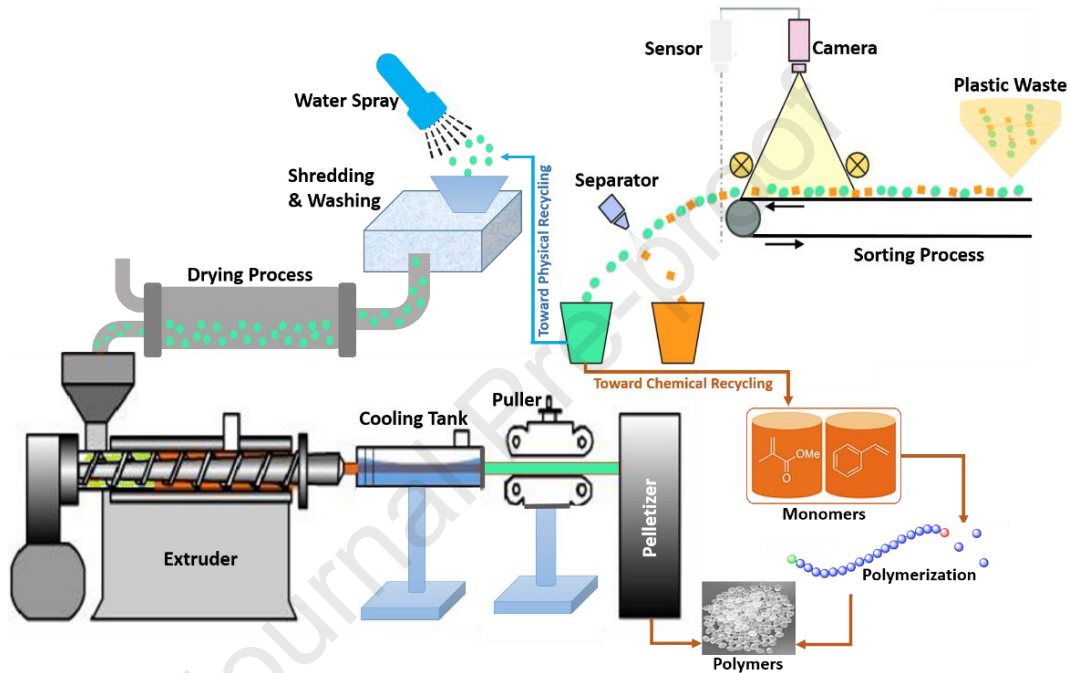 Sensor
Camera
Plastic Waste
Water Spray
Shredding
& Washing
Separator
Sorting Process
Drying Process
Toward Physical Recycling
Toward Chemical Recycling
Puller
Cooling Tank
OMe
O
Monomers
Extruder
Pelletizer
Polymerization
Polymers
Journal Pre-proof